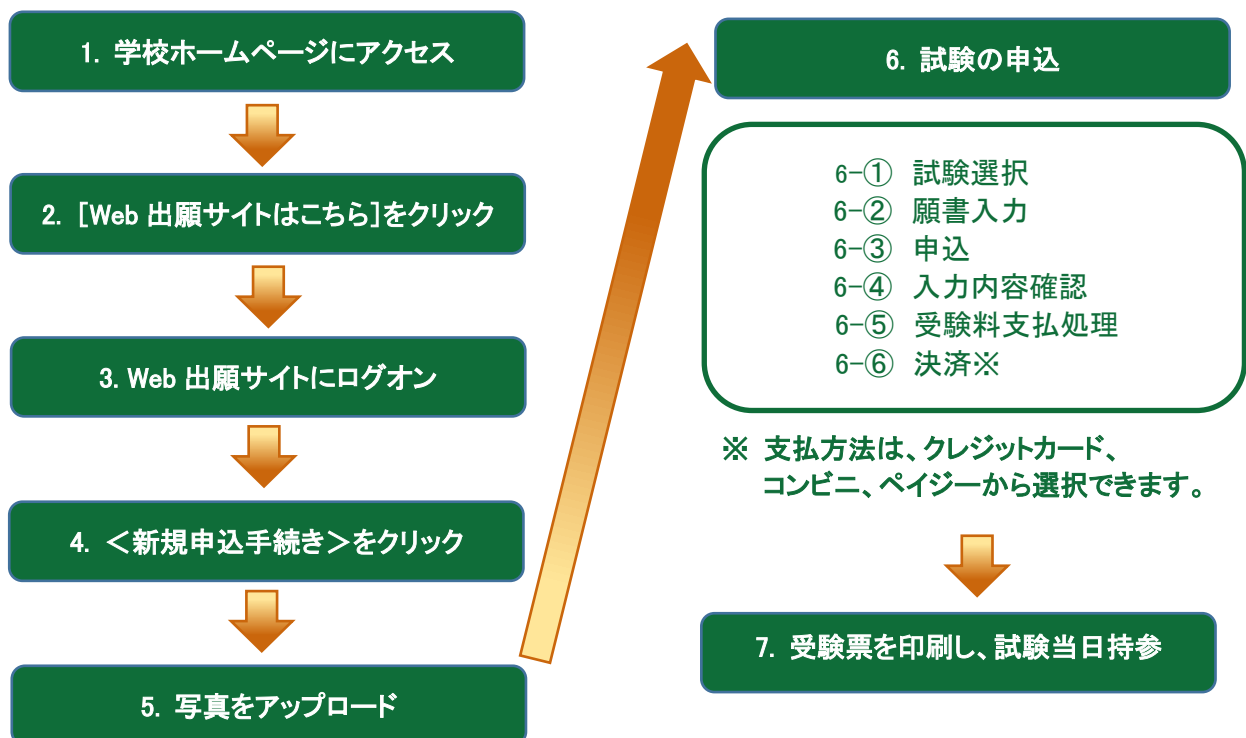 1. 学校ホームページにアクセス
2. [Web 出願サイトはこちら]をクリック
3. Web 出願サイトにログオン
4. <新規申込手続き>をクリック
5. 写真をアップロード
6. 試験の申込
6-① 試験選択
6-② 願書入力
6-③ 申込
6-④ 入力内容確認
6-⑤ 受験料支払処理
6-⑥ 決済※
※ 支払方法は、クレジットカード、
コンビニ、ペイジーから選択できます。
7. 受験票を印刷し、試験当日持参